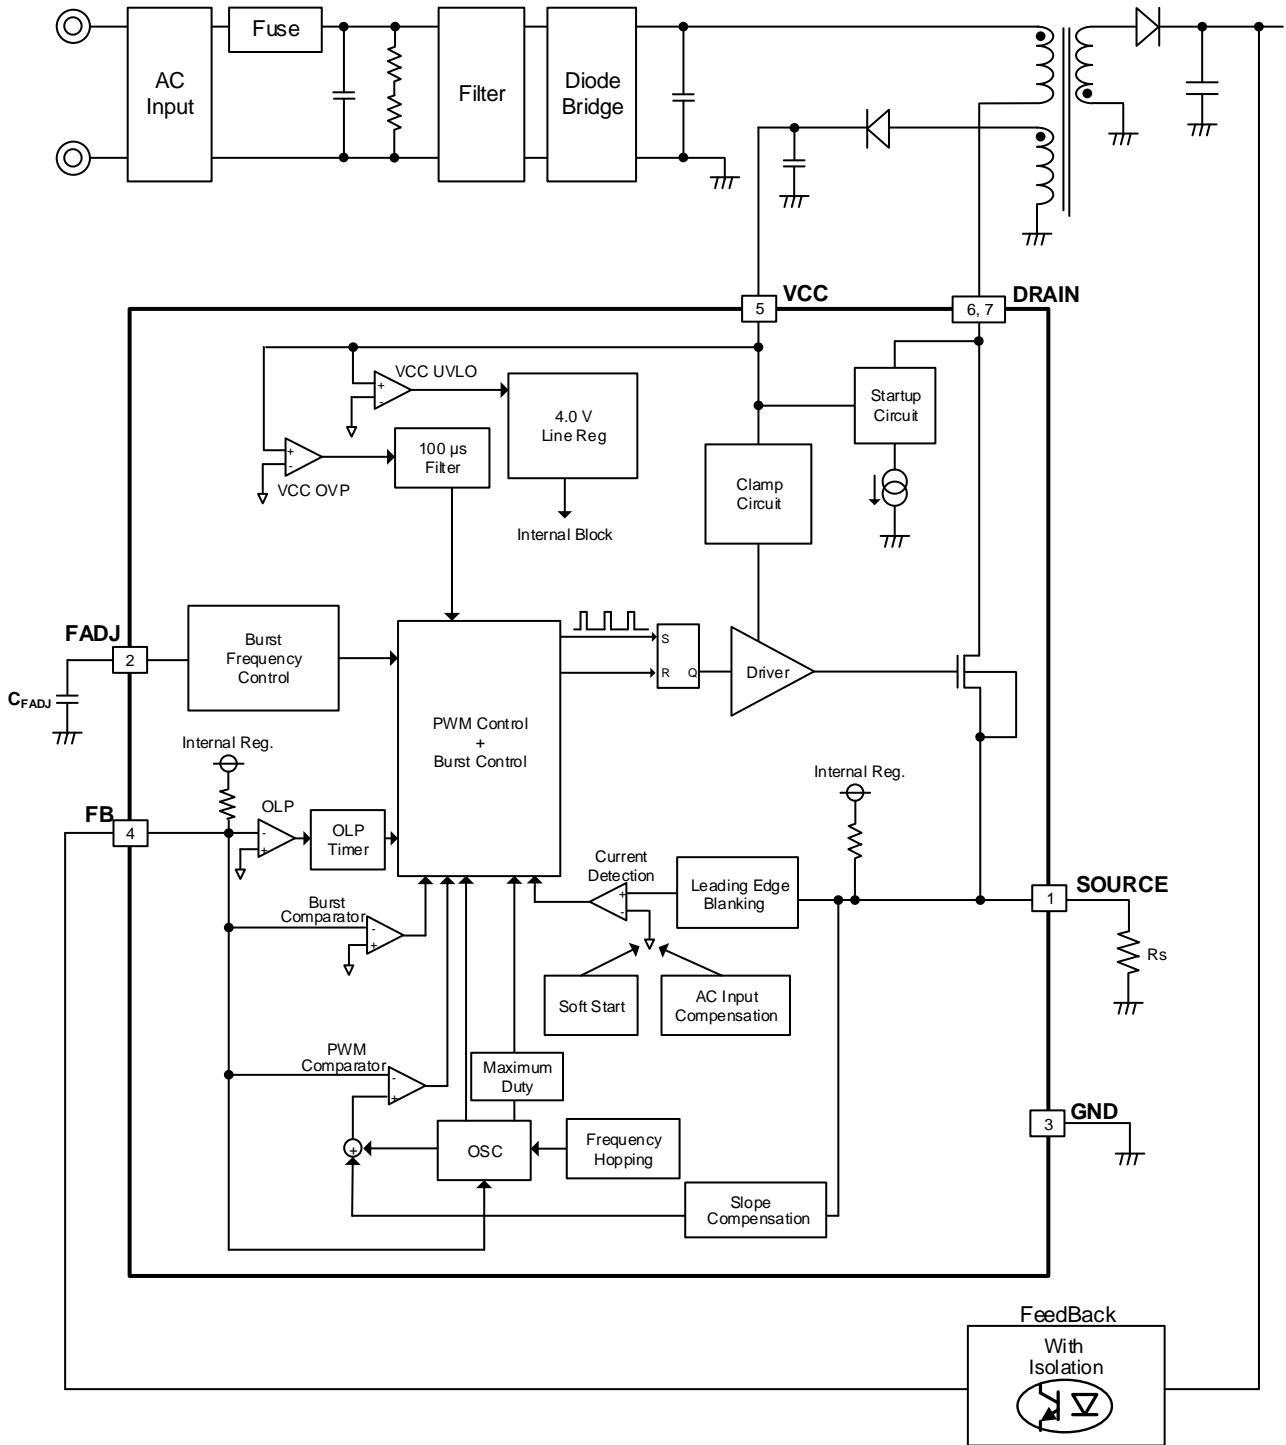 Fuse
AC
Input
Filter
Diode
Bridge
VCC
DRAIN
5
6, 7
VCC UVLO
+
-
4.0 V
Line Reg
Startup
Circuit
+
-
100 µs
Filter
VCC OVP
Clamp
Circuit
Internal Block
FADJ
2
Burst
Frequency
Control
S
R
Q
Driver
CFADJ
PWM Control
+
Burst Control
Internal Reg.
Internal Reg.
FB
4
OLP
-
+
OLP
Timer
Current
Detection
+
-
Leading Edge
Blanking
SOURCE
1
Burst
Comparator
-
+
Rs
Soft Start
AC Input
Compensation
PWM
Comparator
-
+
Maximum
Duty
GND
3
+
OSC
Frequency
Hopping
Slope
Compensation
FeedBack
With
Isolation